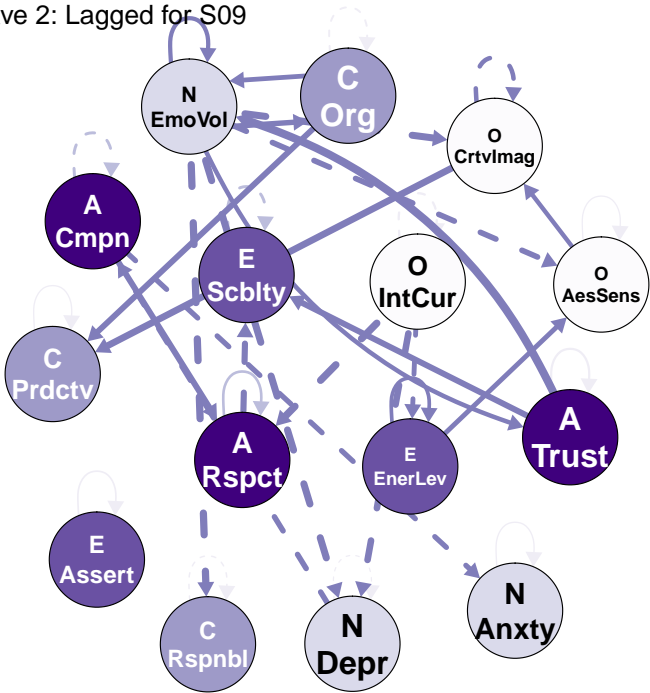 ve 2: Lagged for S09
C
Org
N
EmoVol
O
CrtvImag
A
Cmpn
E
Scblty
O
IntCur
O
AesSens
C
Prdctv
A
Rspct
E
EnerLev
A
Trust
E
Assert
C
Rspnbl
N
Depr
N
Anxty